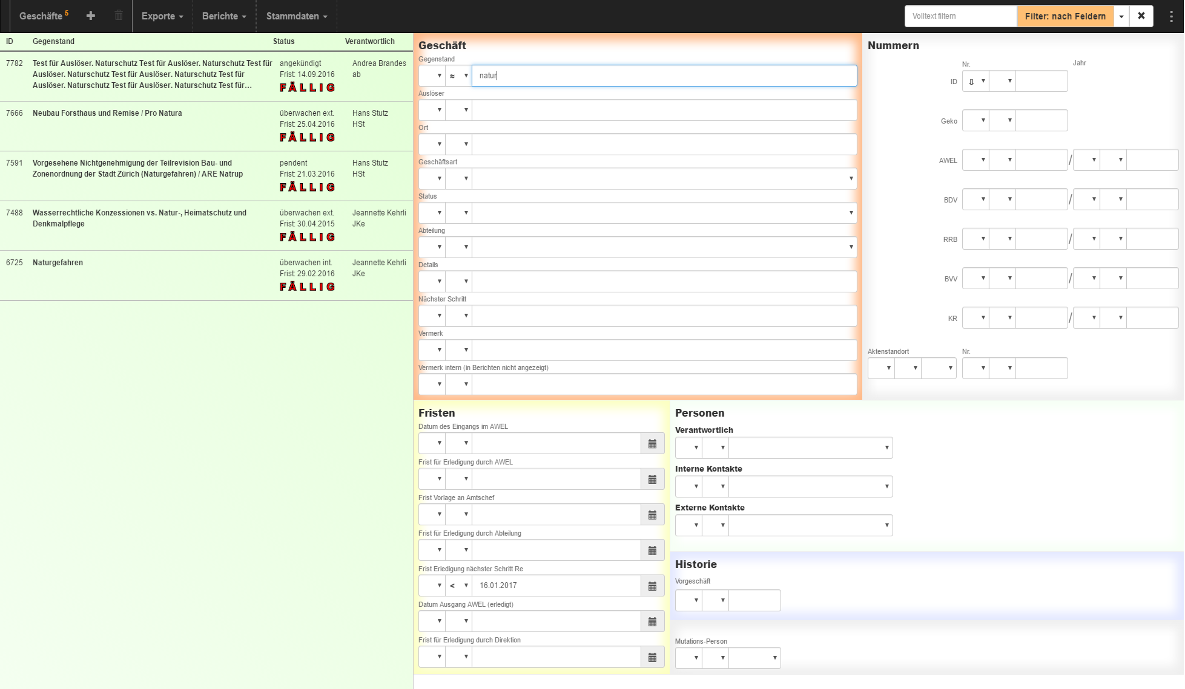 Geschäfte 5
Exporte
Berichte
Stammdaten
Volltext filtern
Filter: nach Feldern
ID Gegenstand Status Verantwortlich
7782 Test für Auslöser. Naturschutz Test für Auslöser. Naturschutz Test für angekündigt Andrea Brandes
Auslöser. Naturschutz Test für Auslöser. Naturschutz Test für Frist: 14.09.2016 ab
Auslöser. Naturschutz Test für Auslöser. Naturschutz Test für… FÄLLIG
7666 Neubau Forsthaus und Remise / Pro Natura überwachen ext. Hans Stutz
Frist: 25.04.2016 HSt
FÄLLIG
7591 Vorgesehene Nichtgenehmigung der Teilrevision Bau- und pendent Hans Stutz
Zonenordnung der Stadt Zürich (Naturgefahren) / ARE Natrup Frist: 21.03.2016 HSt
FÄLLIG
7488 Wasserrechtliche Konzessionen vs. Natur-, Heimatschutz und überwachen ext. Jeannette Kehrli
Denkmalpflege Frist: 30.04.2015 JKe
FÄLLIG
6725 Naturgefahren überwachen int. Jeannette Kehrli
Frist: 29.02.2016 JKe
FÄLLIG
Geschäft
Gegenstand
≈ natur
Auslöser
Ort
Geschäftsart
Status
Abteilung
Details
Nächster Schritt
Vermerk
Vermerk intern (in Berichten nicht angezeigt)
Nummern
Nr. Jahr
ID
Geko
AWEL /
BDV /
RRB /
BVV /
KR /
Aktenstandort Nr.
Fristen
Datum des Eingangs im AWEL
Frist für Erledigung durch AWEL
Frist Vorlage an Amtschef
Frist für Erledigung durch Abteilung
Frist Erledigung nächster Schritt Re
< 16.01.2017
Datum Ausgang AWEL (erledigt)
Frist für Erledigung durch Direktion
Personen
Verantwortlich
Interne Kontakte
Externe Kontakte
Historie
Vorgeschäft
Mutations-Person